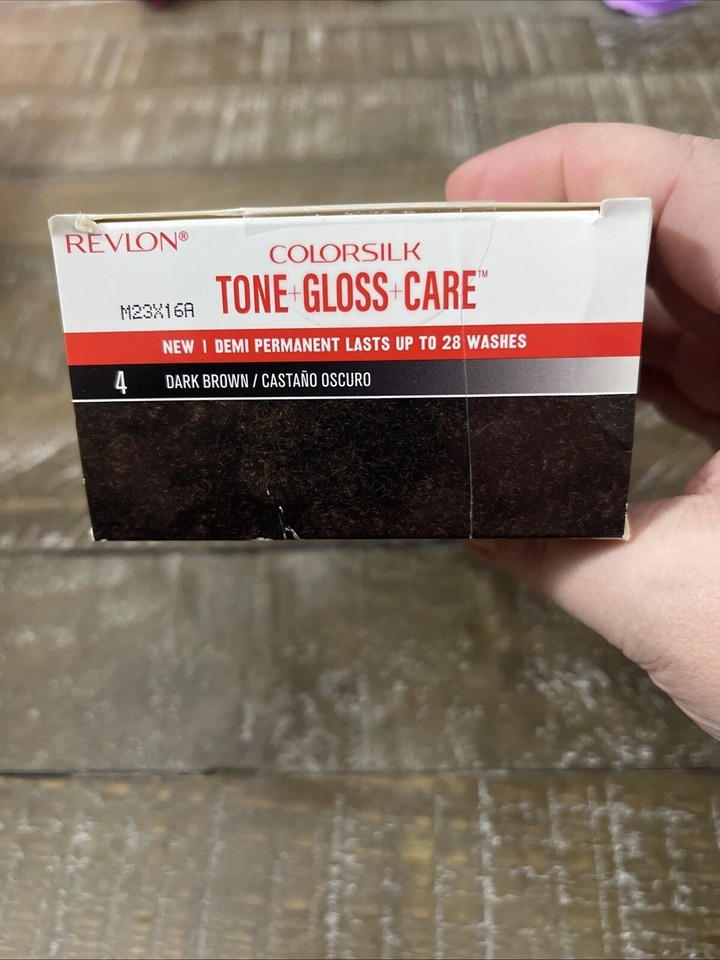 REVLON®
COLORSILK
TONE+GLOSS+CARE™
M23X16A
NEW | DEMI PERMANENT LASTS UP TO 28 WASHES
4 DARK BROWN / CASTAÑO OSCURO